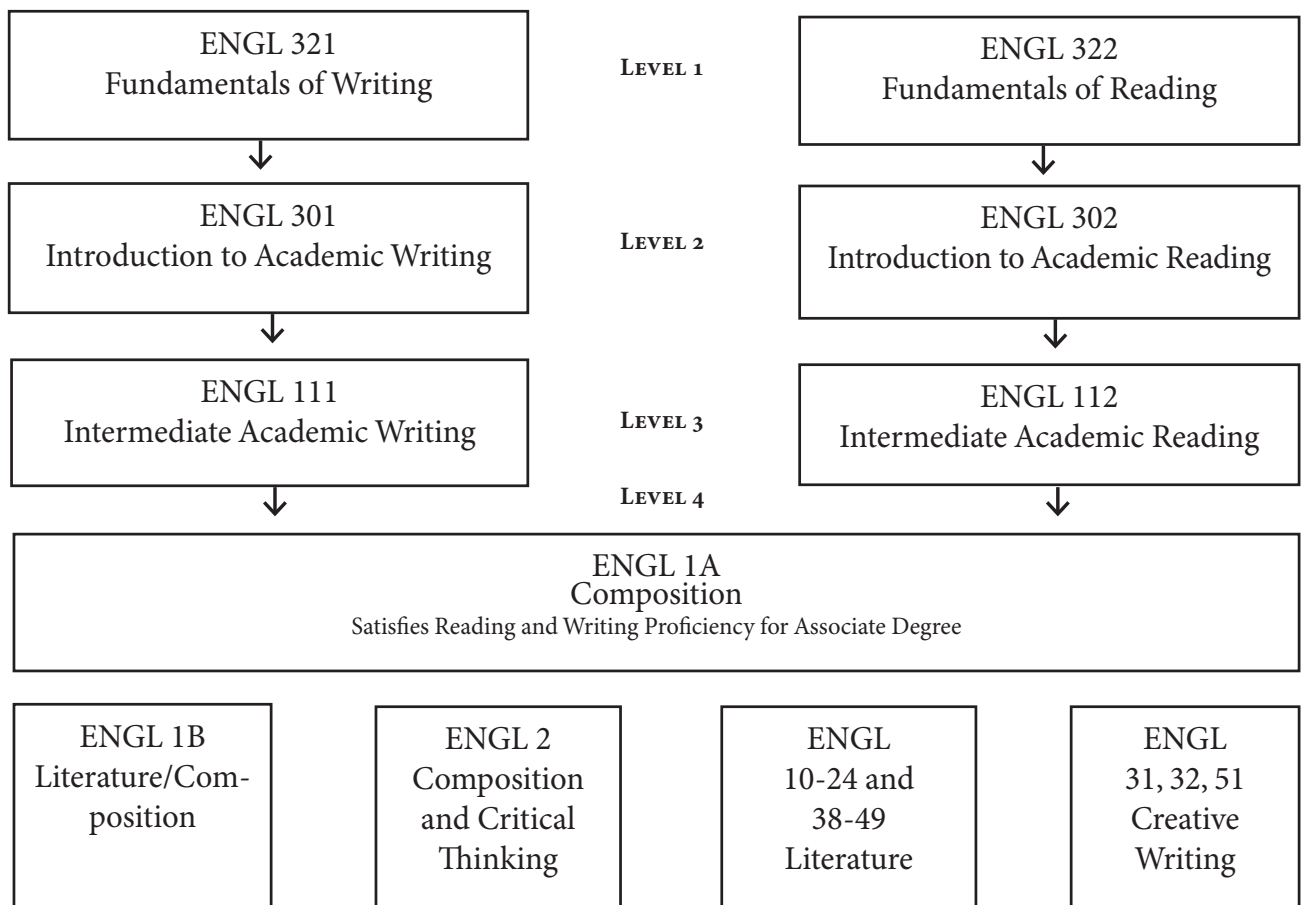 ENGL 321
Fundamentals of Writing
LEVEL 1
ENGL 322
Fundamentals of Reading
ENGL 301
Introduction to Academic Writing
LEVEL 2
ENGL 302
Introduction to Academic Reading
ENGL 111
Intermediate Academic Writing
LEVEL 3
ENGL 112
Intermediate Academic Reading
LEVEL 4
ENGL 1A
Composition
Satisfies Reading and Writing Proficiency for Associate Degree
ENGL 1B
Literature/Com-
position
ENGL 2
Composition
and Critical
Thinking
ENGL
10-24 and
38-49
Literature
ENGL
31, 32, 51
Creative
Writing